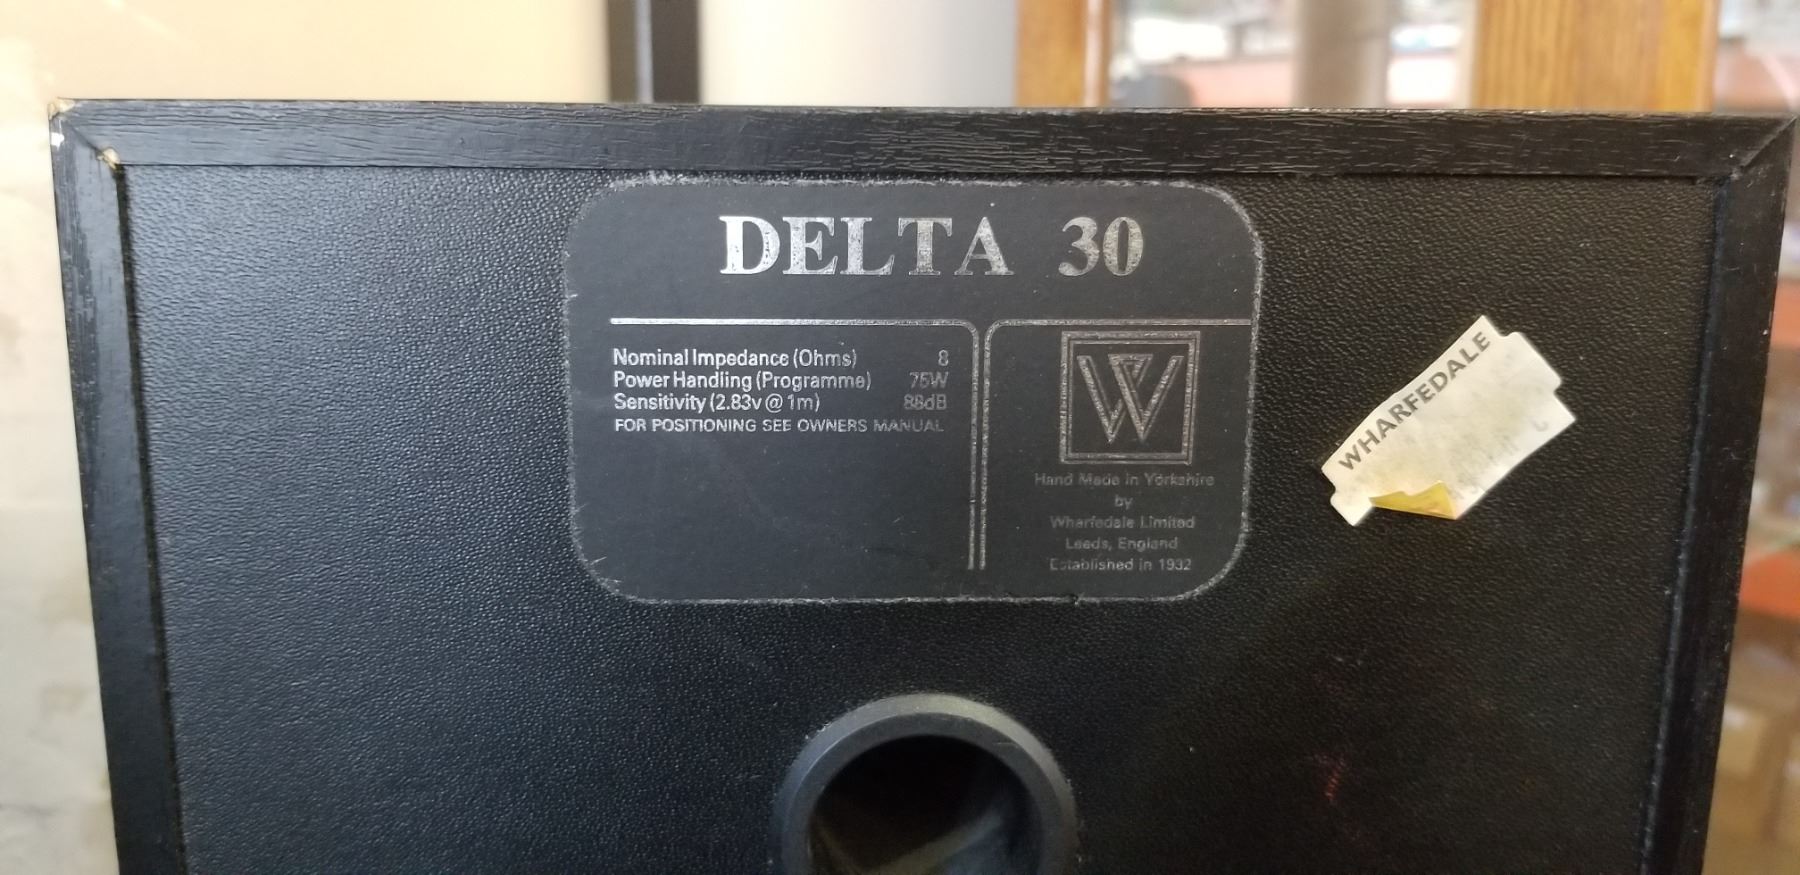 DELTA 30
Nominal Impedance (Ohms) 8
Power Handling (Programme) 75W
Sensitivity (2.83v @ 1m) 88dB
FOR POSITIONING SEE OWNERS MANUAL
W
Hand Made in Yorkshire
by
Wharfedale Limited
Leeds, England
Established in 1932
WHARFEDALE